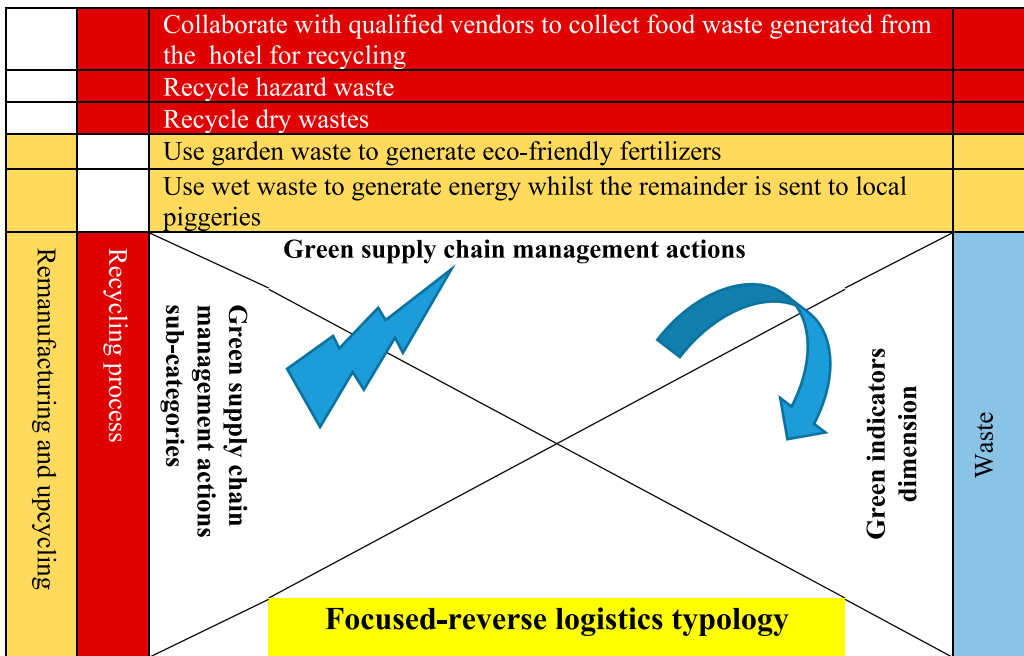 Collaborate with qualified vendors to collect food waste generated from
the hotel for recycling
Recycle hazard waste
Recycle dry wastes
Use garden waste to generate eco-friendly fertilizers
Use wet waste to generate energy whilst the remainder is sent to local
piggeries
Remanufacturing and upcycling
Recycling process
Green supply chain management actions
Green supply chain
management actions
sub-categories
Green indicators
dimension
Waste
Focused-reverse logistics typology